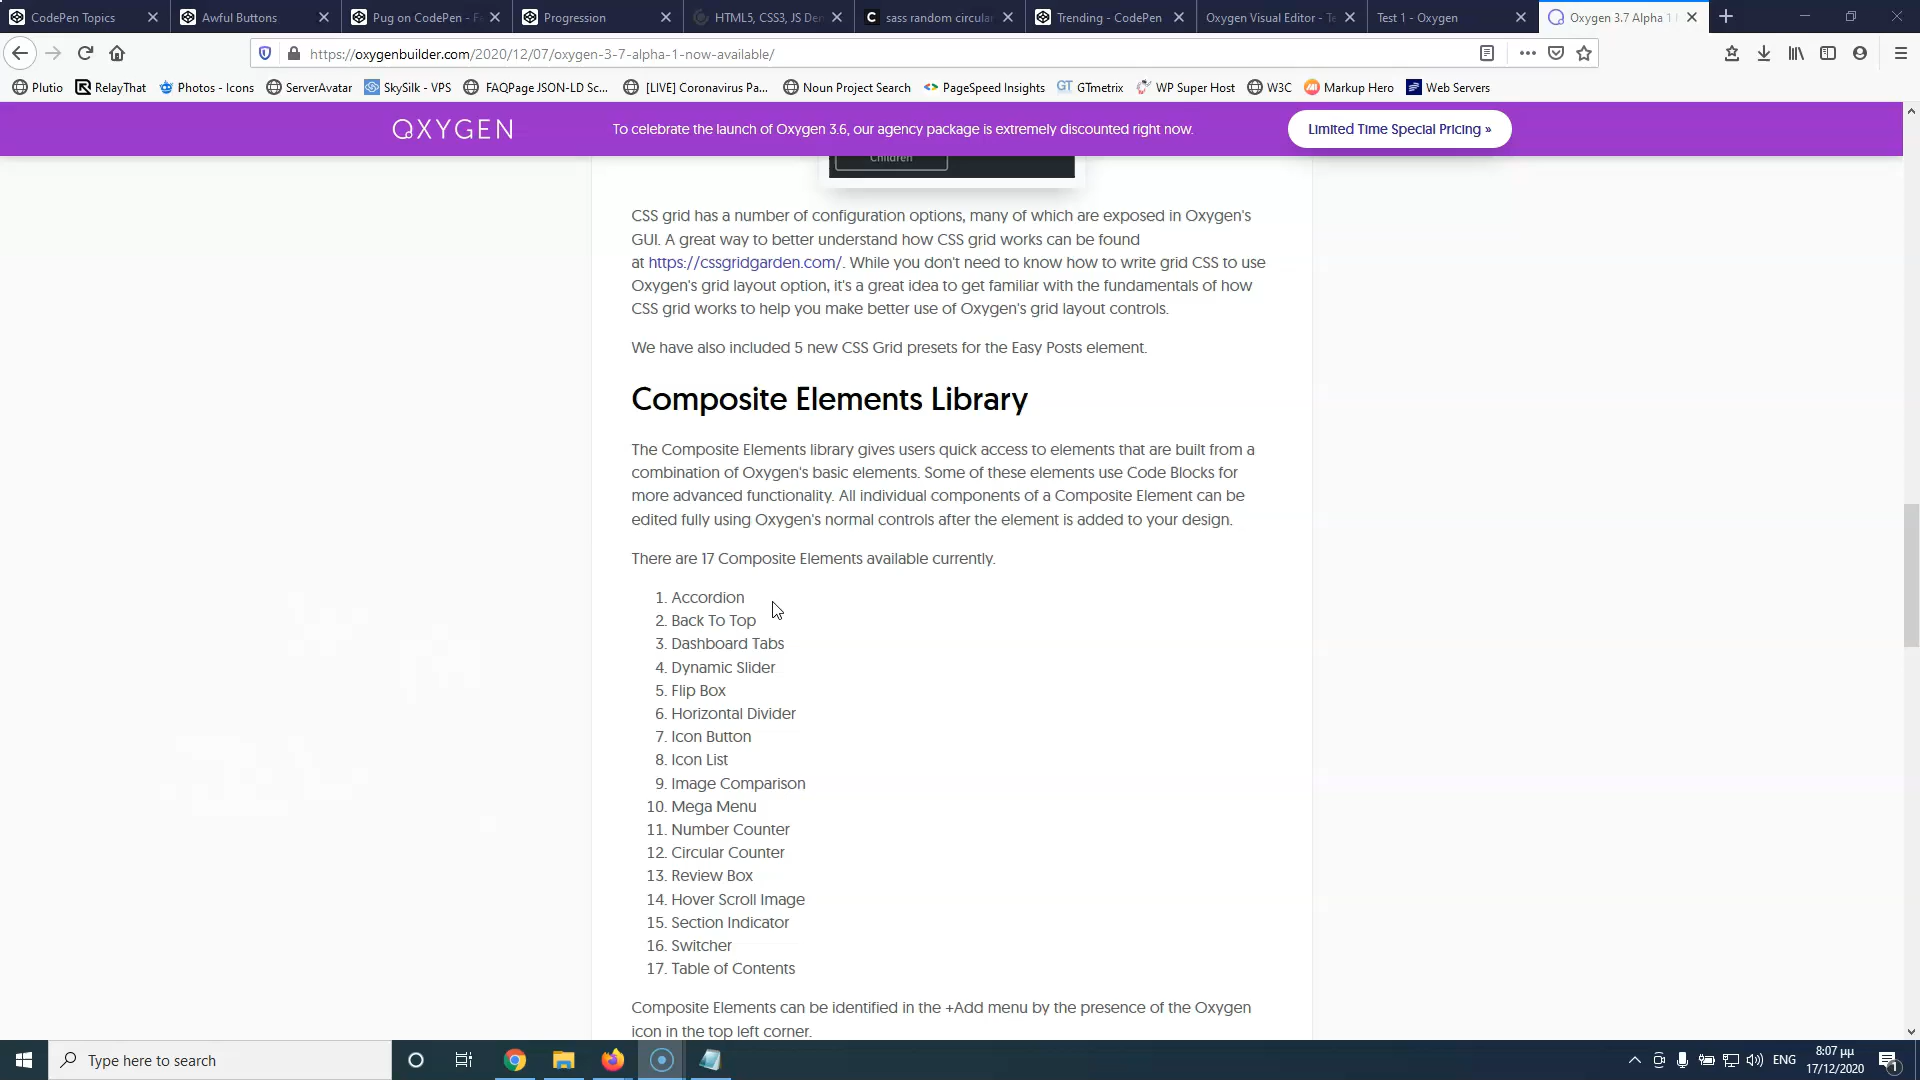 CodePen Topics
Awful Buttons
Pug on CodePen - F
Progression
HTML5, CSS3, JS De
sass random circular
Trending - CodePen
Oxygen Visual Editor - Te
Test 1 - Oxygen
Oxygen 3.7 Alpha 1
https://oxygenbuilder.com/2020/12/07/oxygen-3-7-alpha-1-now-available/
Plutio
RelayThat
Photos - Icons
ServerAvatar
SkySilk - VPS
FAQPage JSON-LD Sc...
[LIVE] Coronavirus Pa...
Noun Project Search
PageSpeed Insights
GTmetrix
WP Super Host
W3C
Markup Hero
Web Servers
OXYGEN
To celebrate the launch of Oxygen 3.6, our agency package is extremely discounted right now.
Limited Time Special Pricing »
Children
CSS grid has a number of configuration options, many of which are exposed in Oxygen's
GUI. A great way to better understand how CSS grid works can be found
at https://cssgridgarden.com/. While you don't need to know how to write grid CSS to use
Oxygen's grid layout option, it's a great idea to get familiar with the fundamentals of how
CSS grid works to help you make better use of Oxygen's grid layout controls.
We have also included 5 new CSS Grid presets for the Easy Posts element.
Composite Elements Library
The Composite Elements library gives users quick access to elements that are built from a
combination of Oxygen's basic elements. Some of these elements use Code Blocks for
more advanced functionality. All individual components of a Composite Element can be
edited fully using Oxygen's normal controls after the element is added to your design.
There are 17 Composite Elements available currently.
1. Accordion
2. Back To Top
3. Dashboard Tabs
4. Dynamic Slider
5. Flip Box
6. Horizontal Divider
7. Icon Button
8. Icon List
9. Image Comparison
10. Mega Menu
11. Number Counter
12. Circular Counter
13. Review Box
14. Hover Scroll Image
15. Section Indicator
16. Switcher
17. Table of Contents
Composite Elements can be identified in the +Add menu by the presence of the Oxygen
icon in the top left corner.
Type here to search
ENG
8:07 μμ
17/12/2020
1